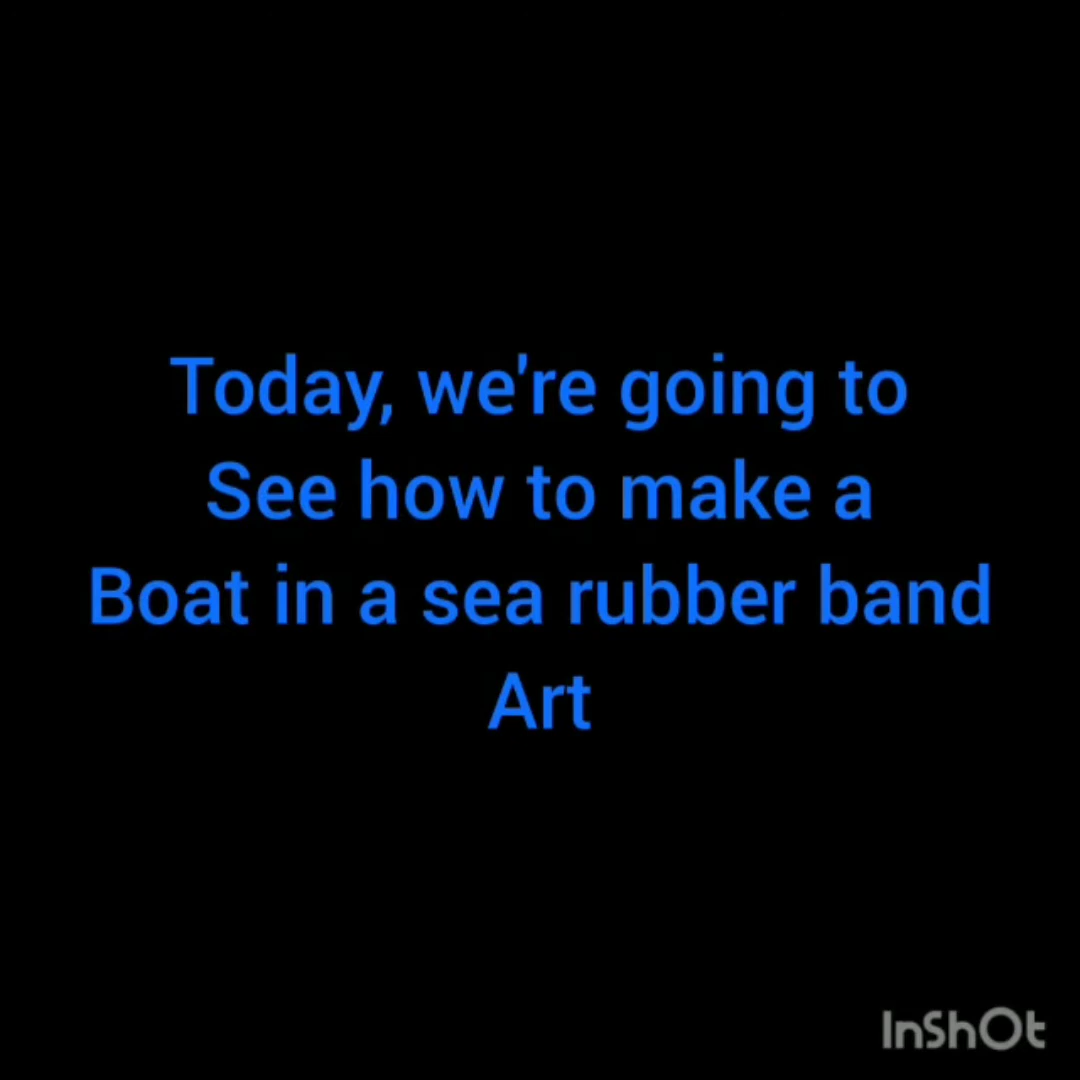 Today, we're going to
See how to make a
Boat in a sea rubber band
Art
InShOt